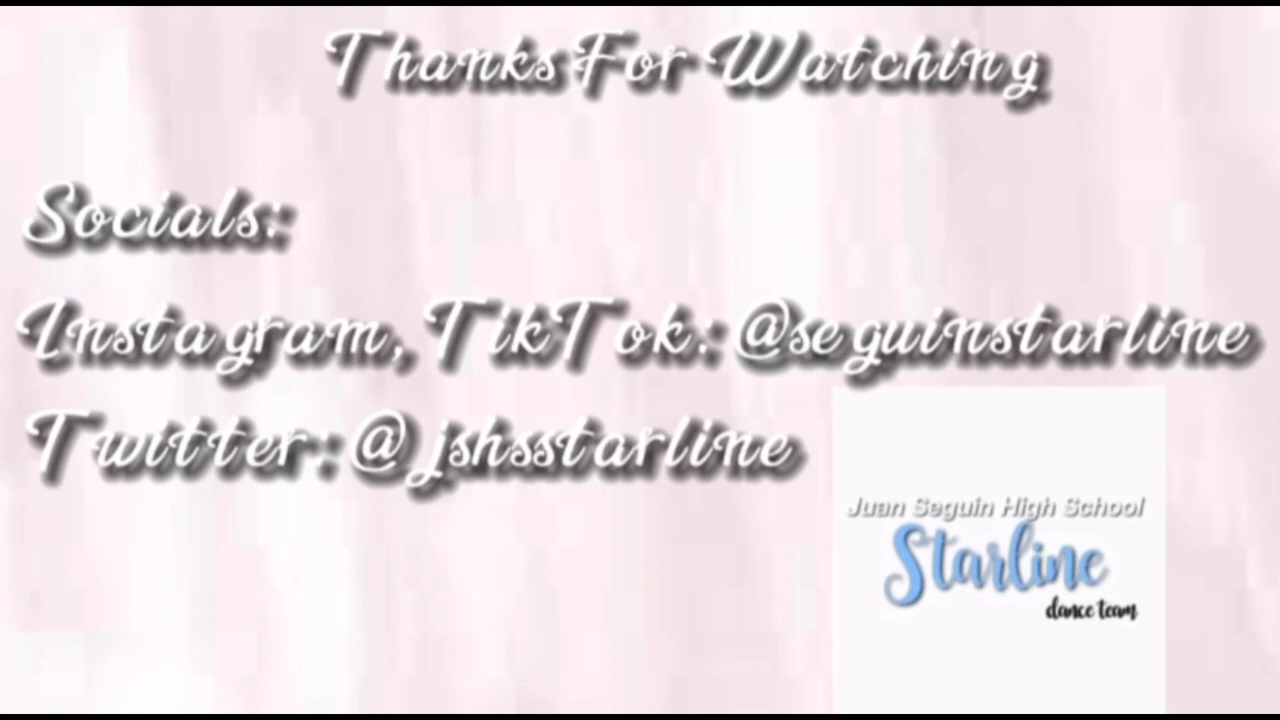 Thanks For Watching
Socials:
Instagram, TikTok: @seguinstarline
Twitter: @jshsstarline
Juan Seguin High School
Starline
dance team